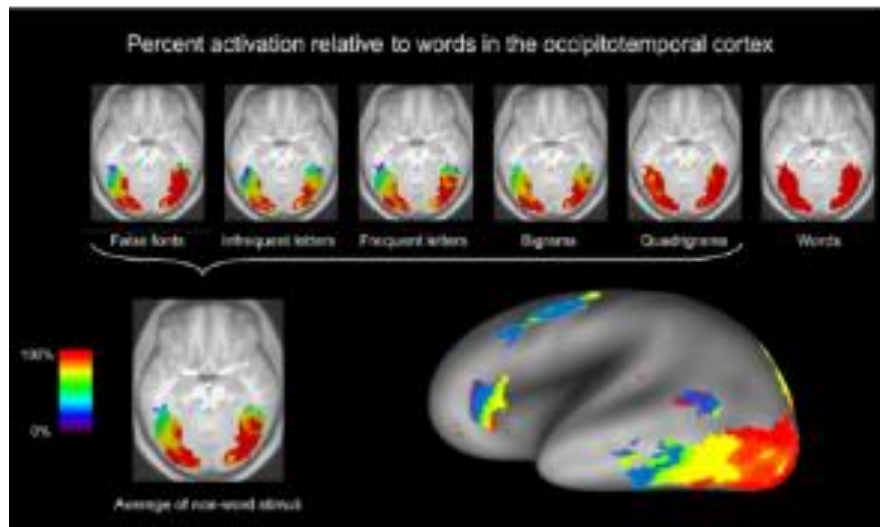 Percent activation relative to words in the occipitotemporal cortex
False fonts
Infrequent letters
Frequent letters
Bigrams
Quadrigrams
Words
100%
0%
Average of non-word stimuli